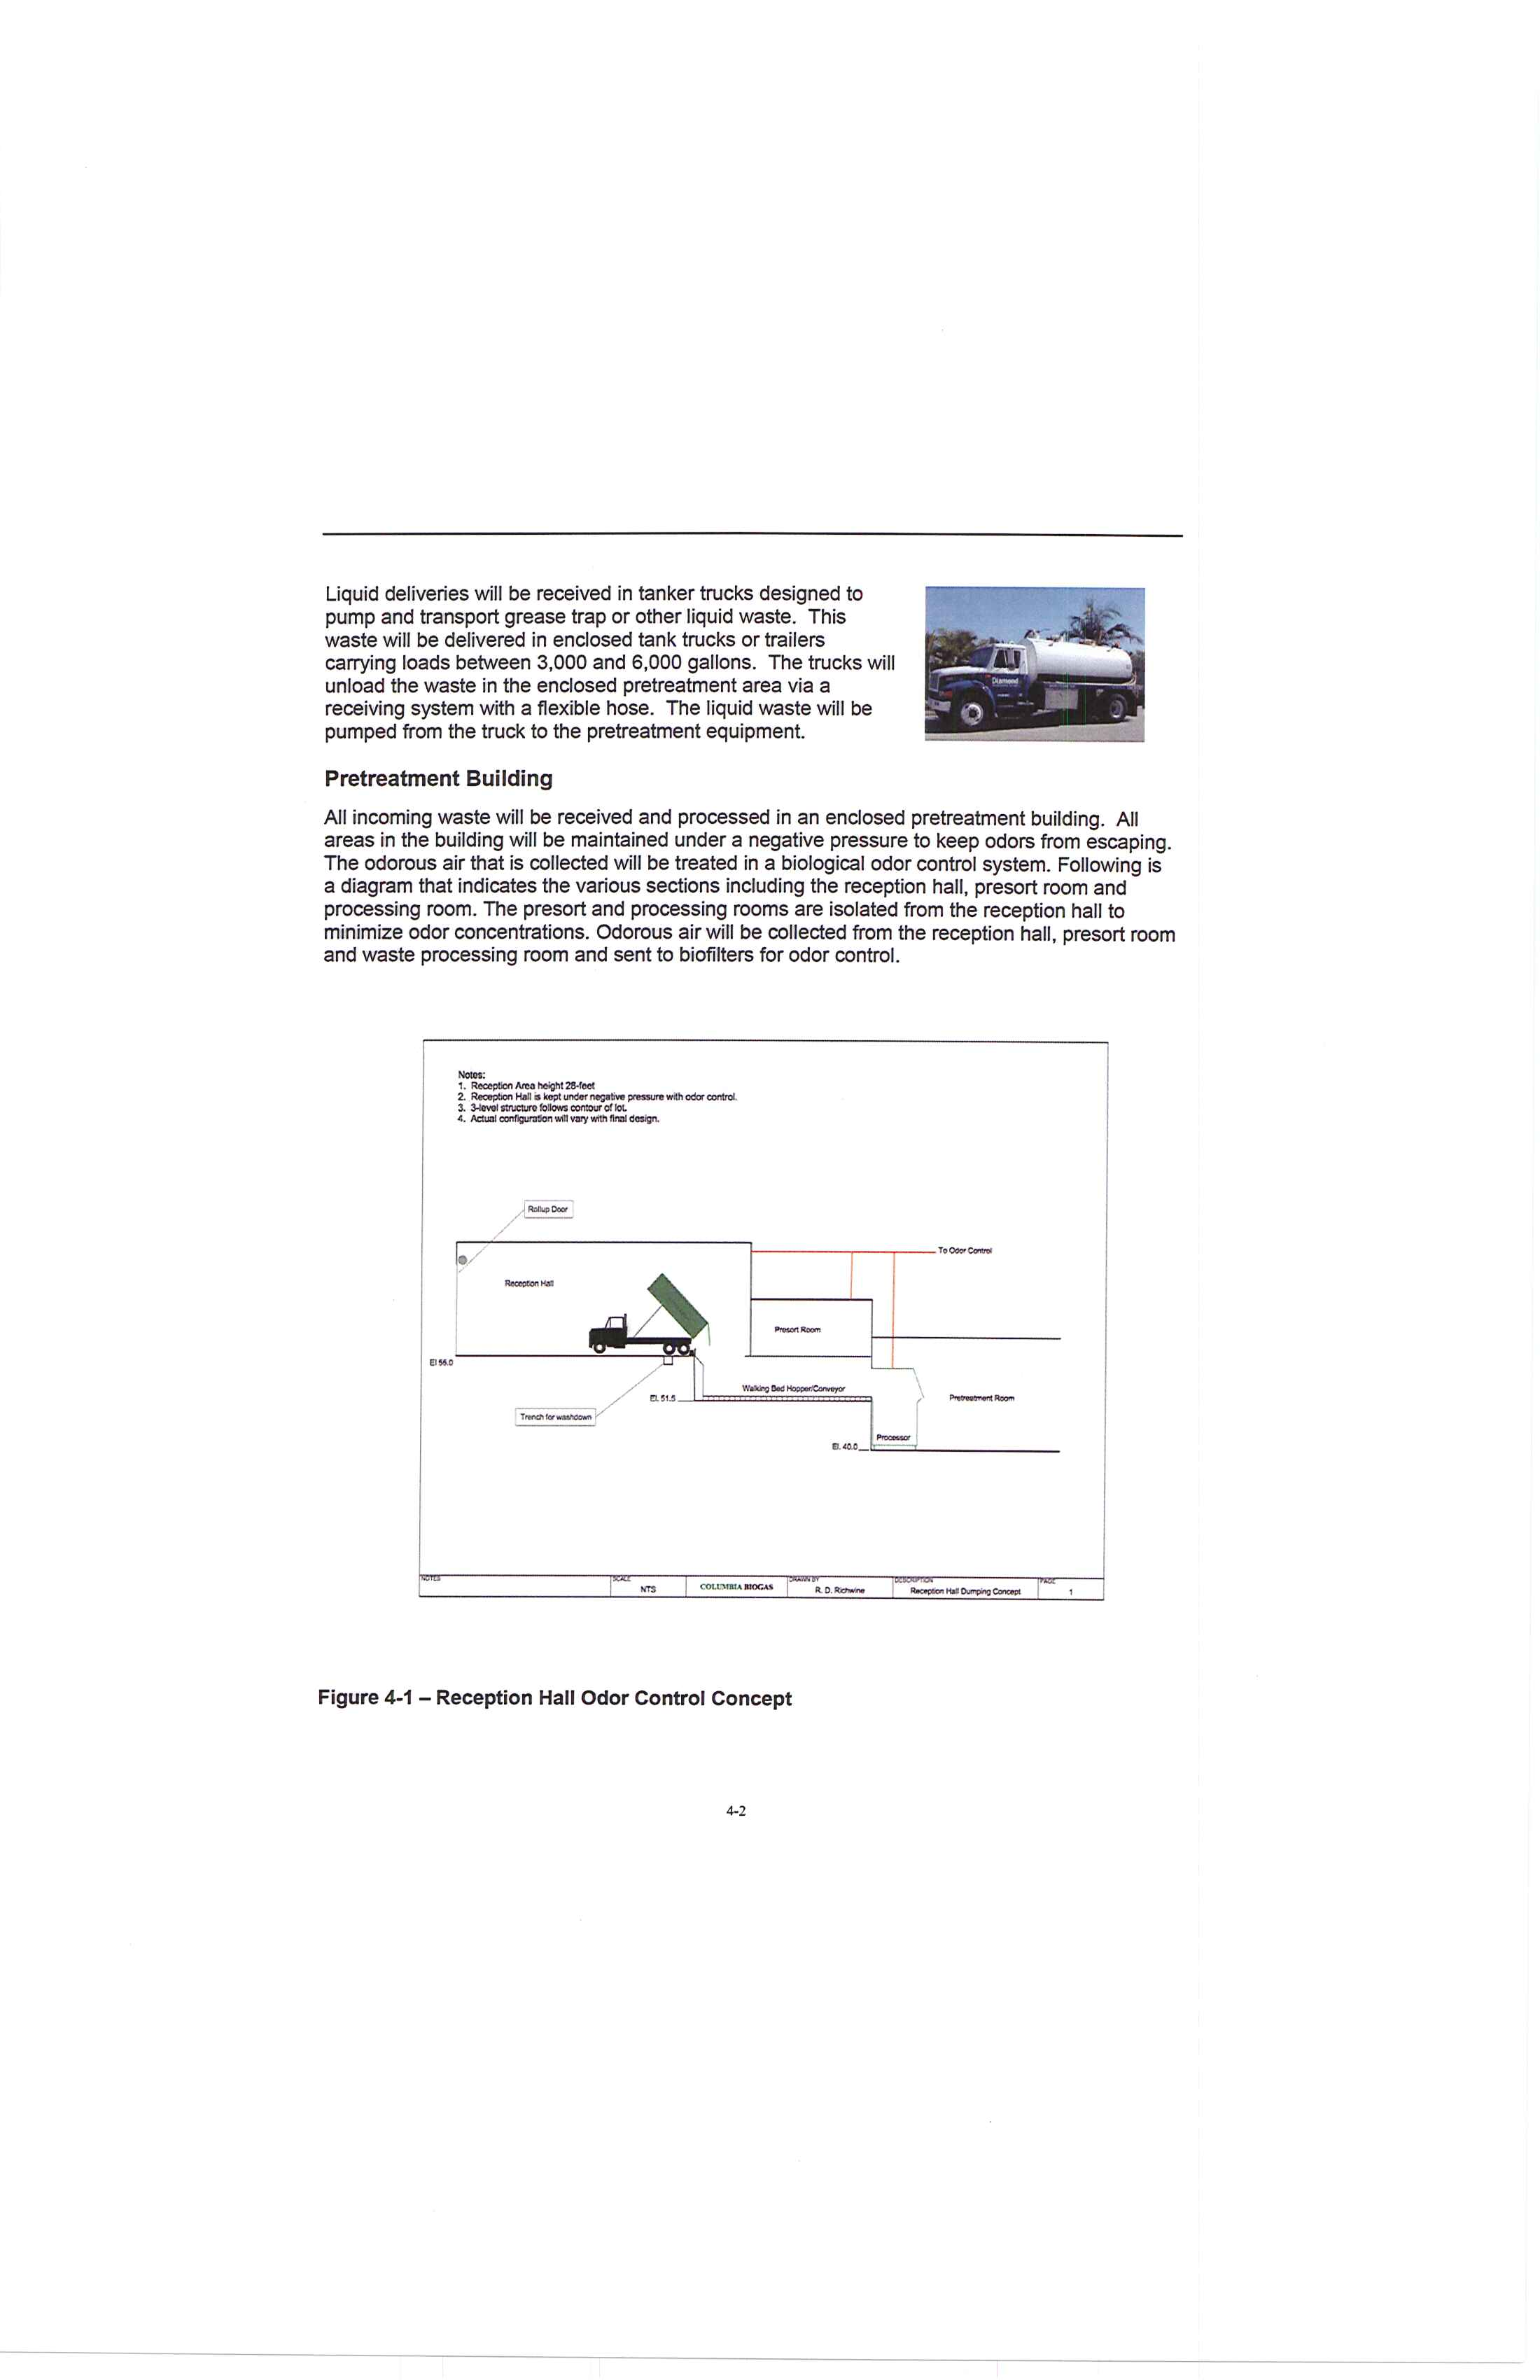 Liquid deliveries will be received in tanker trucks designed to
pump and transport grease trap or other liquid waste. This
waste will be delivered in enclosed tank trucks or trailers
carrying loads between 3,000 and 6,000 gallons. The trucks will
unload the waste in the enclosed pretreatment area via a
receiving system with a flexible hose. The liquid waste will be
pumped from the truck to the pretreatment equipment.
Diamond
Pretreatment Building
All incoming waste will be received and processed in an enclosed pretreatment building. All
areas in the building will be maintained under a negative pressure to keep odors from escaping.
The odorous air that is collected will be treated in a biological odor control system. Following is
a diagram that indicates the various sections including the reception hall, presort room and
processing room. The presort and processing rooms are isolated from the reception hall to
minimize odor concentrations. Odorous air will be collected from the reception hall, presort room
and waste processing room and sent to biofilters for odor control.
Notes:
1. Reception Area height 28-feet
2. Reception Hall is kept under negative pressure with odor control.
3. 3-level structure follows contour of lot.
4. Actual configuration will vary with final design.
Rollup Door
To Odor Control
Reception Hall
Presort Room
El 56.0
Walking Bed Hopper/Conveyor
El. 51.5
Pretreatment Room
Trench for washdown
Processor
El. 40.0
NOTES
SCALE
NTS
COLUMBIA BIOGAS
DRAWN BY
R. D. Richwine
DESCRIPTION
Reception Hall Dumping Concept
PAGE
1
Figure 4-1 – Reception Hall Odor Control Concept
4-2